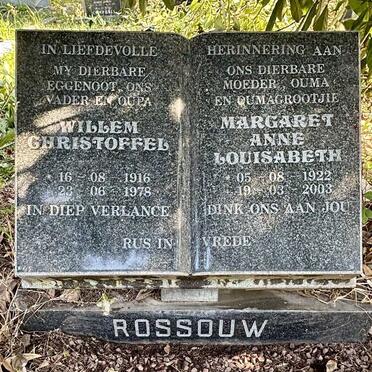 IN LIEFDEVOLLE
MY DIERBARE
EGGENOOT, ONS
VADER EN OUPA
WILLEM
CHRISTOFFEL
* 16 - 08 - 1916
† 23 - 06 - 1978
IN DIEP VERLANCE
RUS IN
HERINNERING AAN
ONS DIERBARE
MOEDER, OUMA
EN OUMAGROOTJIE
MARGARET
ANNE
LOUISABETH
* 05 - 08 - 1922
† 19 - 03 - 2003
DINK ONS AAN JOU
VREDE
ROSSOUW